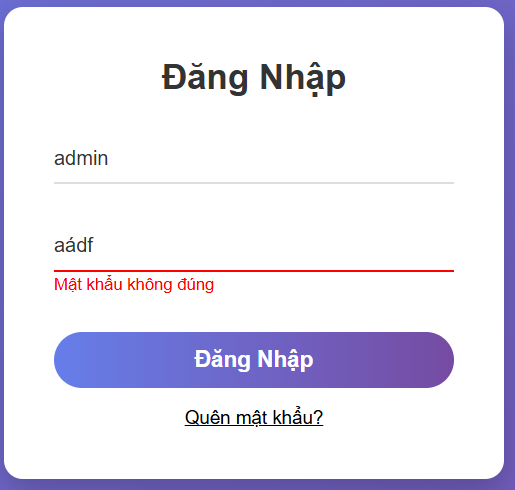 Đăng Nhập
admin
aádf
Mật khẩu không đúng
Đăng Nhập
Quên mật khẩu?